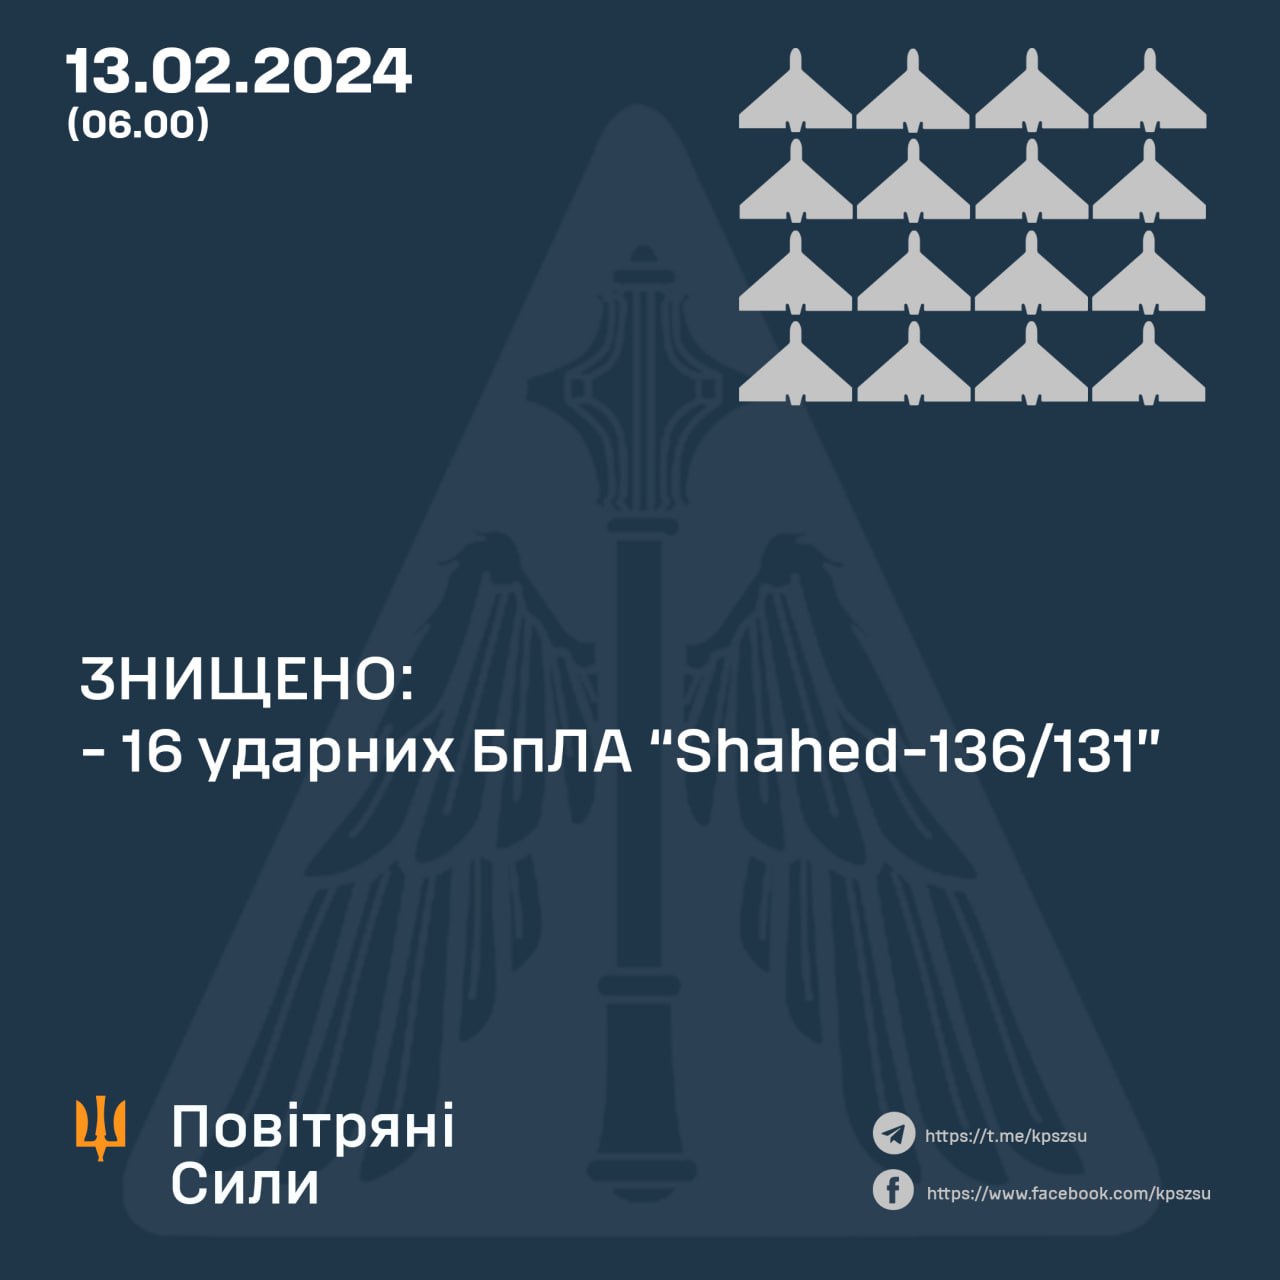 13.02.2024
(06.00)
ЗНИЩЕНО:
- 16 ударних БпЛА “Shahed-136/131”
Повітряні
Сили
https://t.me/kpszsu
https://www.facebook.com/kpszsu